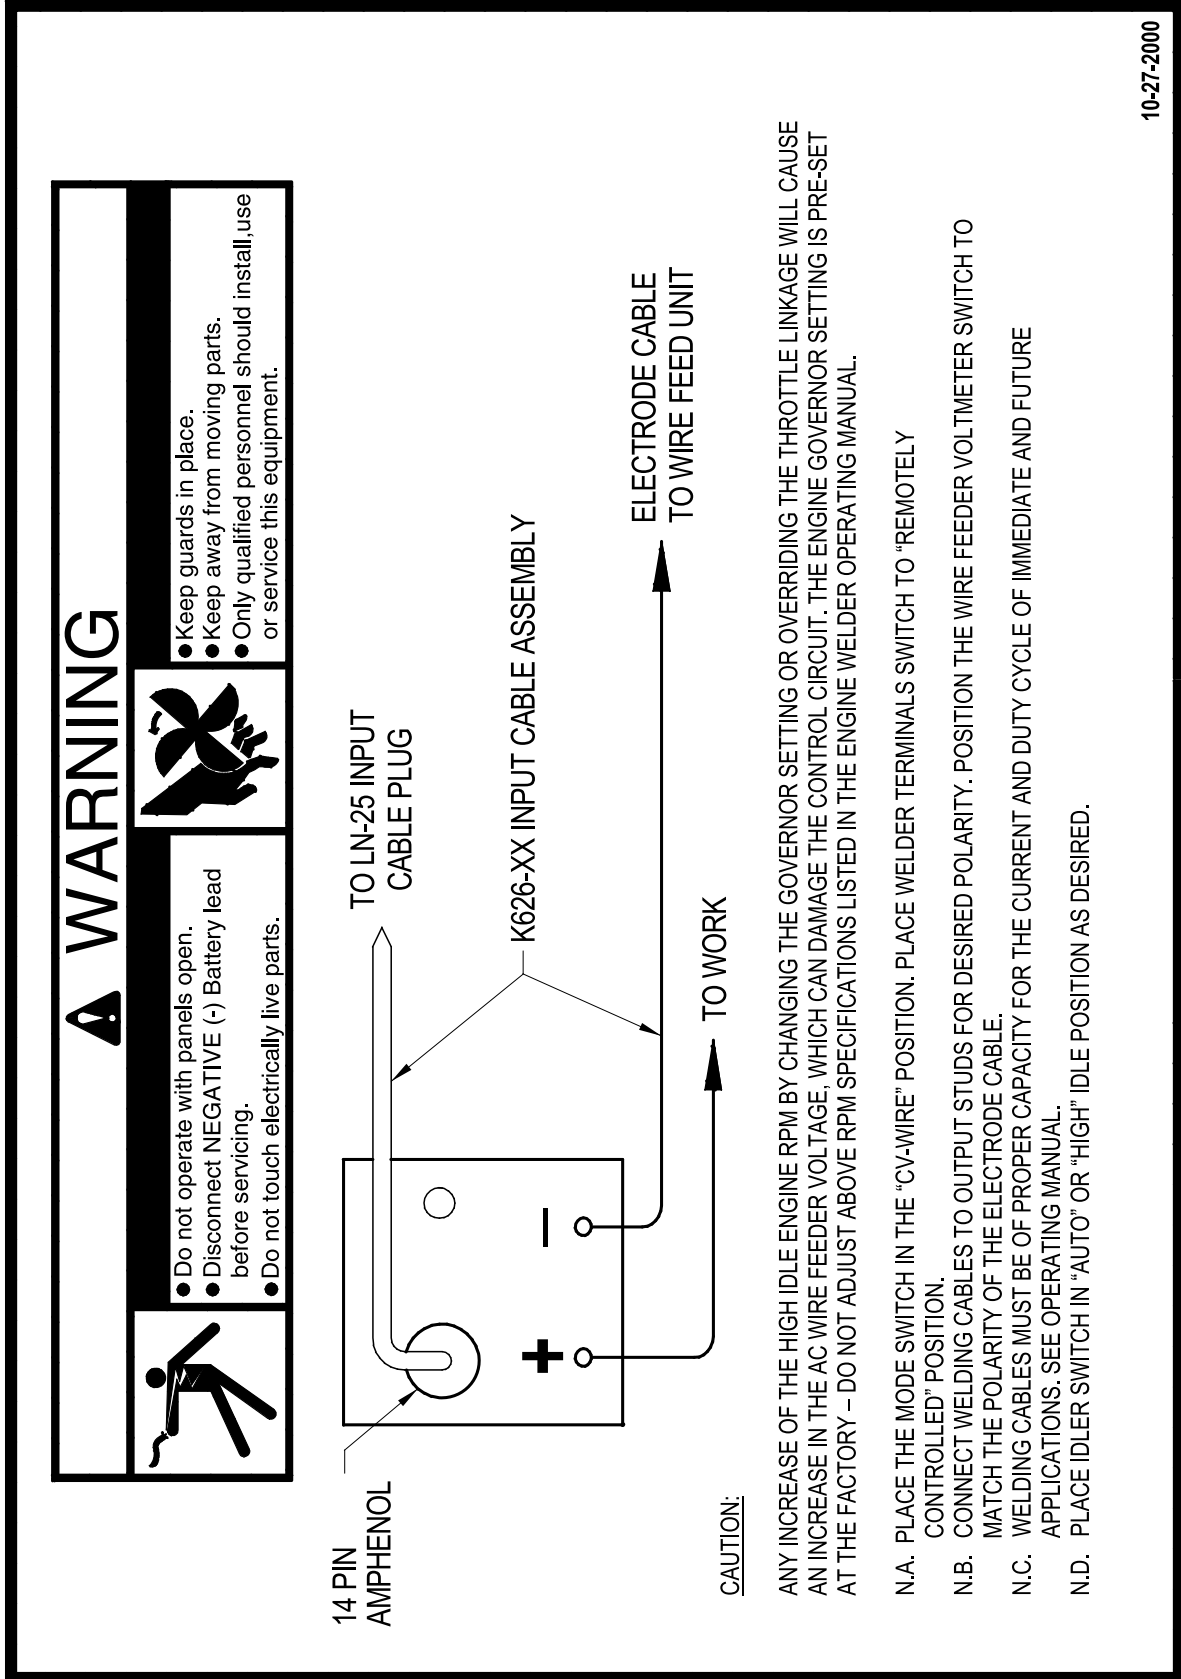 WARNING
● Do not operate with panels open.
● Disconnect NEGATIVE (-) Battery lead
before servicing.
● Do not touch electrically live parts.
● Keep guards in place.
● Keep away from moving parts.
● Only qualified personnel should install,use
or service this equipment.
14 PIN
AMPHENOL
TO LN-25 INPUT
CABLE PLUG
K626-XX INPUT CABLE ASSEMBLY
+
–
ELECTRODE CABLE
TO WIRE FEED UNIT
TO WORK
CAUTION:
ANY INCREASE OF THE HIGH IDLE ENGINE RPM BY CHANGING THE GOVERNOR SETTING OR OVERRIDING THE THROTTLE LINKAGE WILL CAUSE
AN INCREASE IN THE AC WIRE FEEDER VOLTAGE, WHICH CAN DAMAGE THE CONTROL CIRCUIT. THE ENGINE GOVERNOR SETTING IS PRE-SET
AT THE FACTORY – DO NOT ADJUST ABOVE RPM SPECIFICATIONS LISTED IN THE ENGINE WELDER OPERATING MANUAL.
N.A. PLACE THE MODE SWITCH IN THE "CV-WIRE" POSITION. PLACE WELDER TERMINALS SWITCH TO "REMOTELY
CONTROLLED" POSITION.
N.B. CONNECT WELDING CABLES TO OUTPUT STUDS FOR DESIRED POLARITY. POSITION THE WIRE FEEDER VOLTMETER SWITCH TO
MATCH THE POLARITY OF THE ELECTRODE CABLE.
N.C. WELDING CABLES MUST BE OF PROPER CAPACITY FOR THE CURRENT AND DUTY CYCLE OF IMMEDIATE AND FUTURE
APPLICATIONS. SEE OPERATING MANUAL.
N.D. PLACE IDLER SWITCH IN "AUTO" OR "HIGH" IDLE POSITION AS DESIRED.
10-27-2000